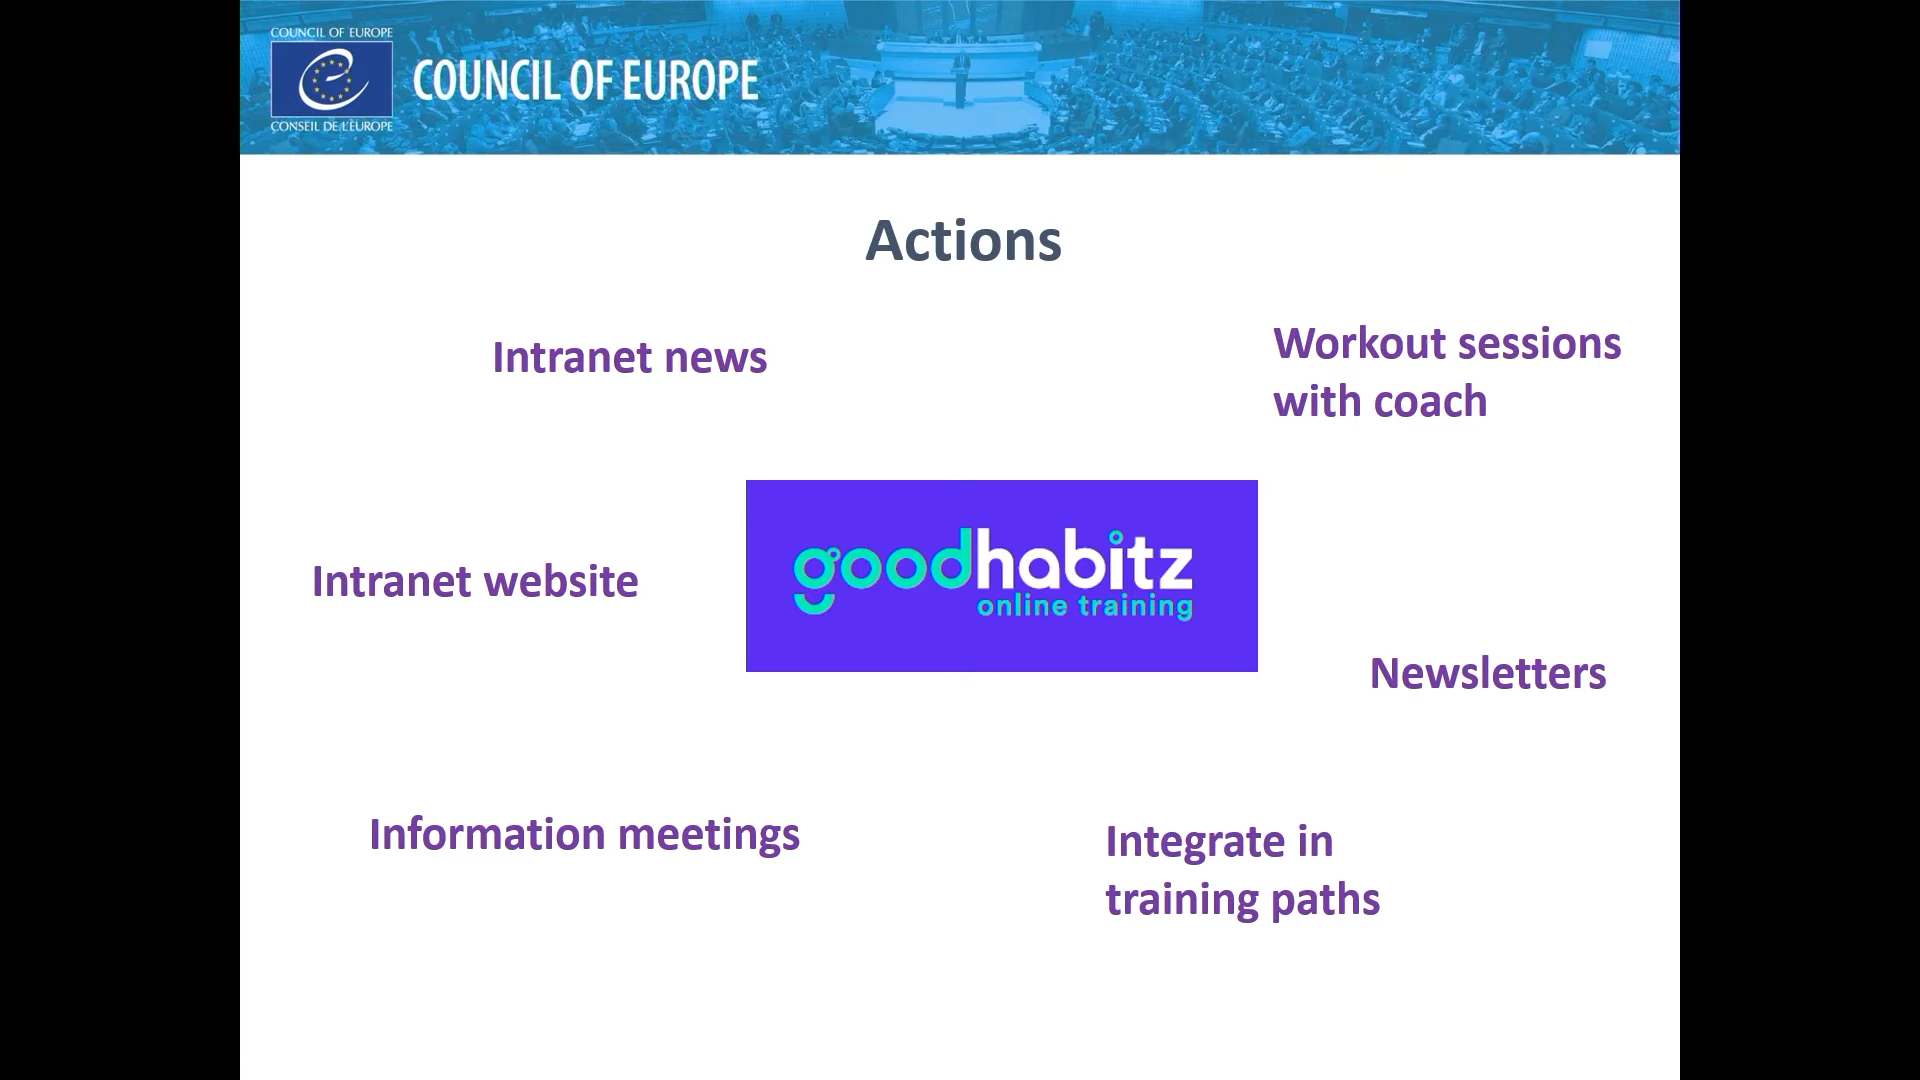 COUNCIL OF EUROPE
COUNCIL OF EUROPE
CONSEIL DE L'EUROPE
Actions
Intranet news
Workout sessions
with coach
goodhabitz
online training
Intranet website
Newsletters
Information meetings
Integrate in
training paths